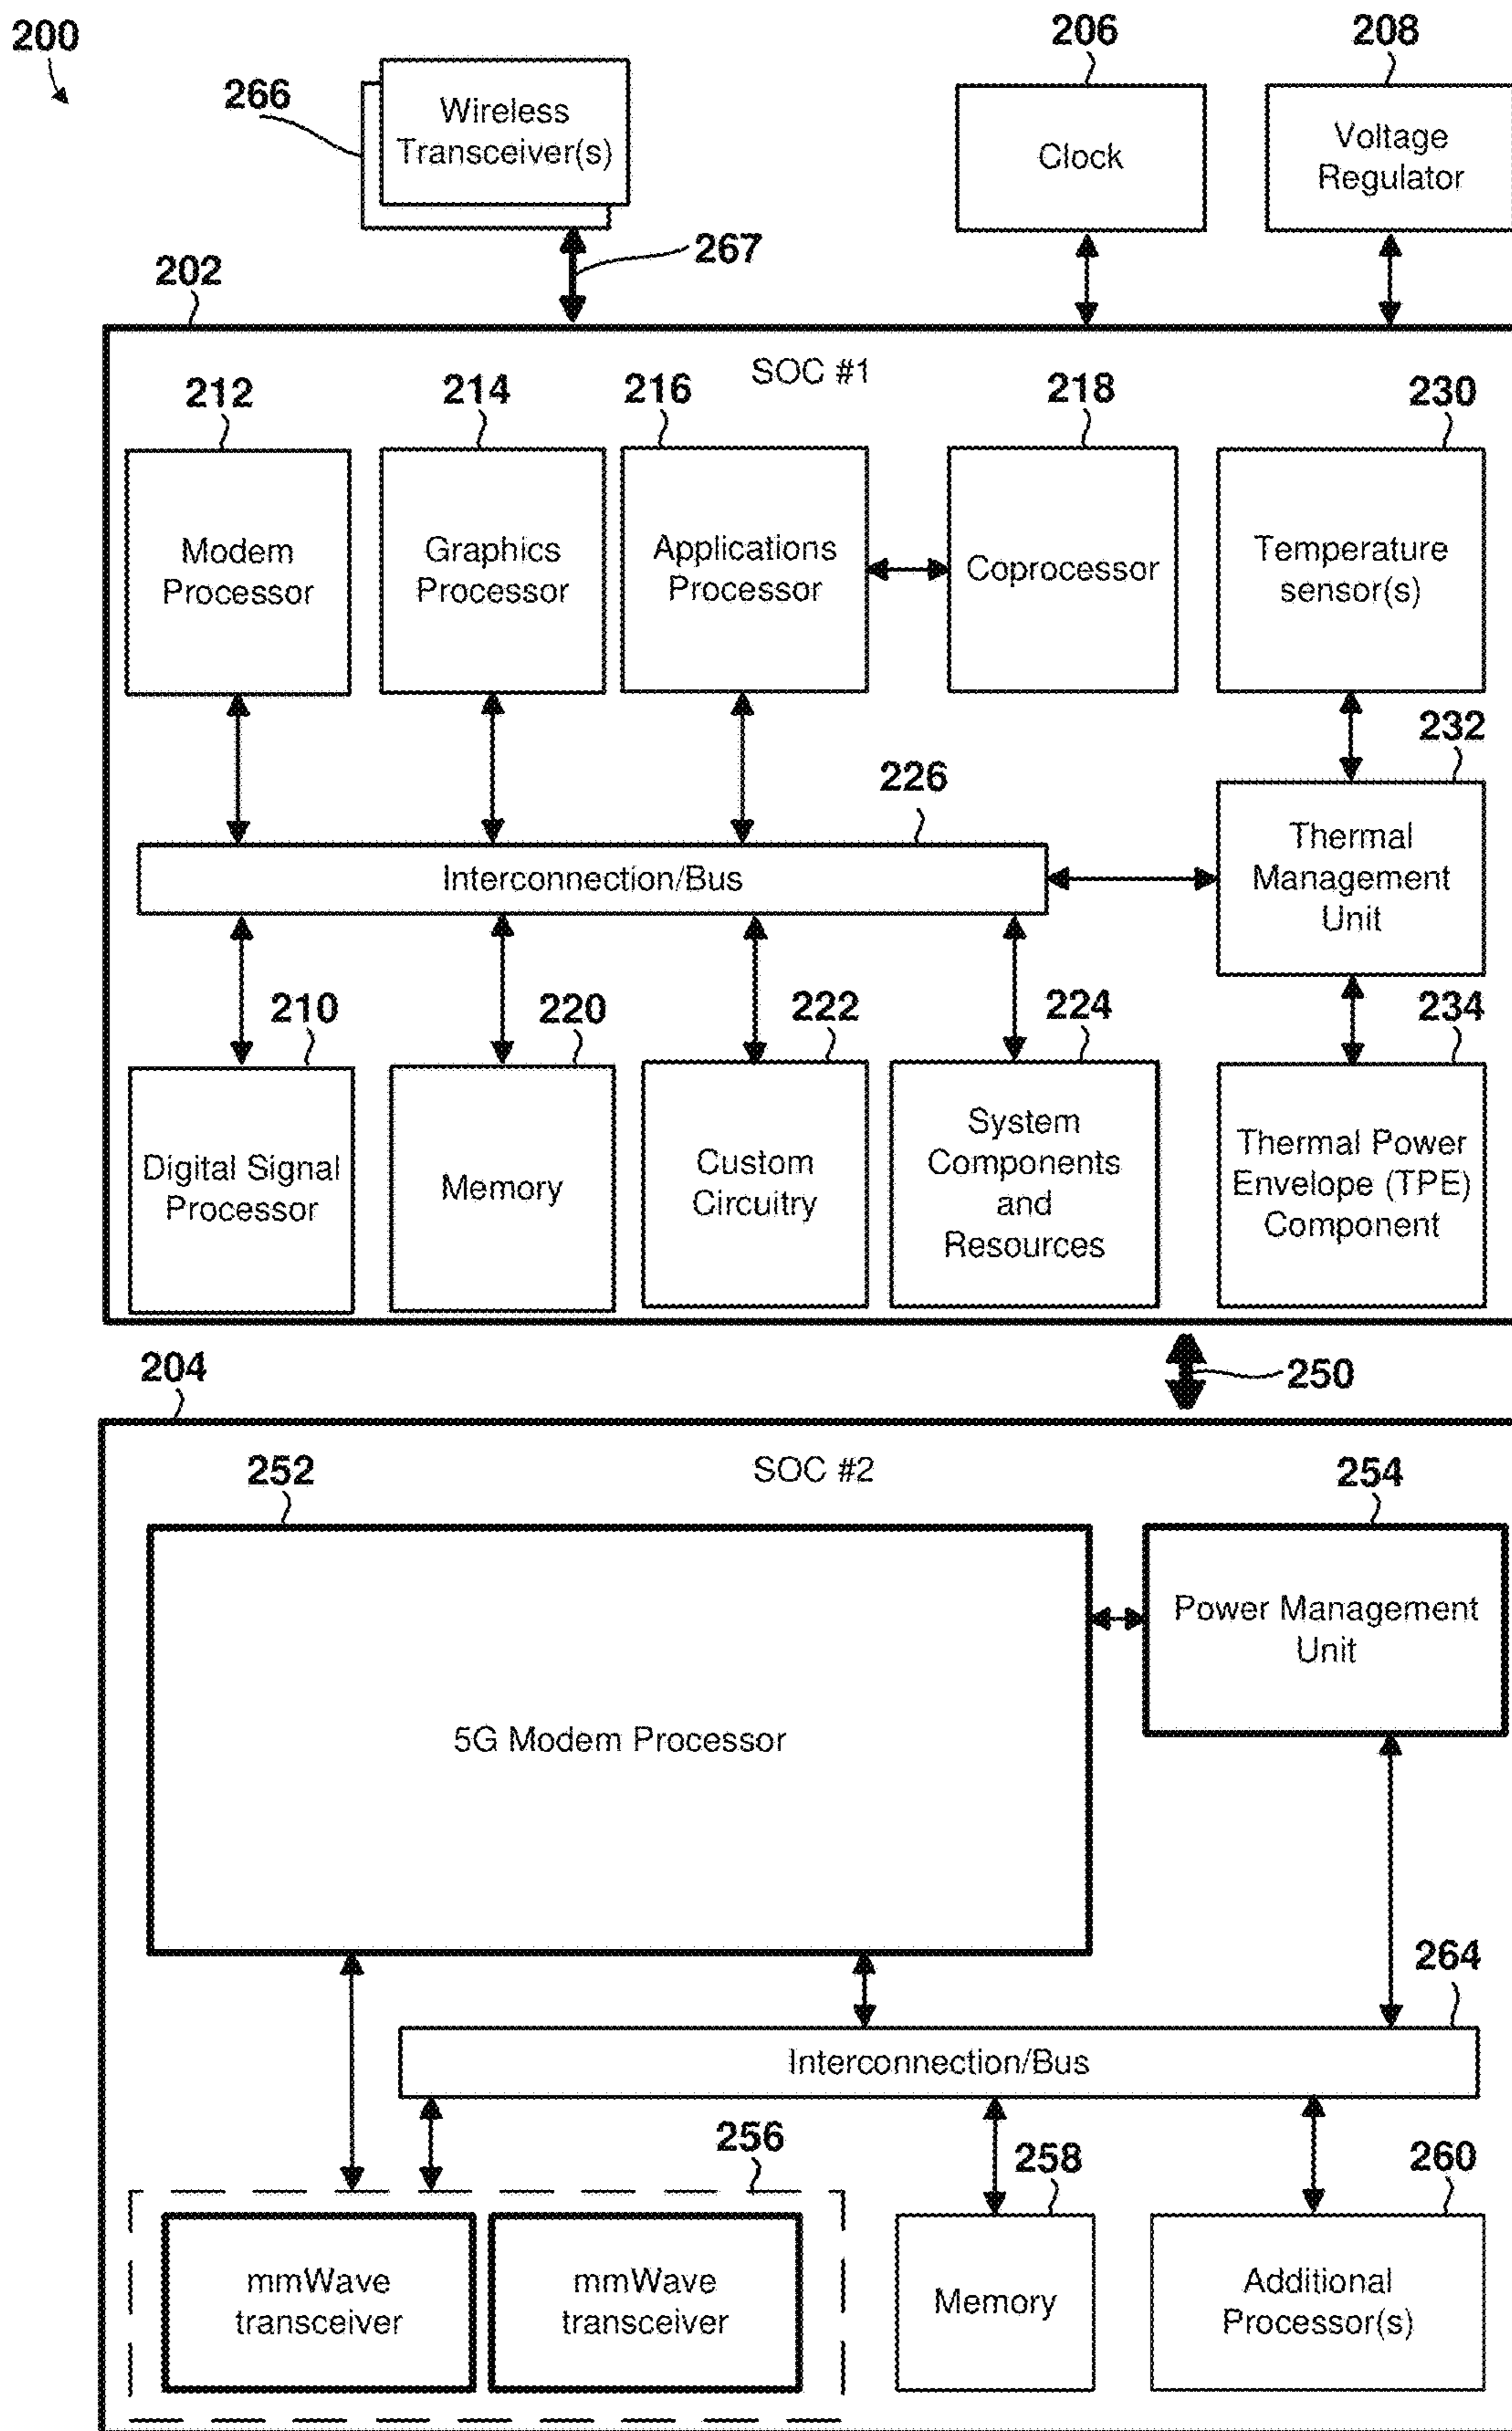 200
206
208
266
Wireless
Transceiver(s)
Clock
Voltage
Regulator
267
202
SOC #1
212
214
216
218
230
Modem
Processor
Graphics
Processor
Applications
Processor
Coprocessor
Temperature
sensor(s)
232
226
Interconnection/Bus
Thermal
Management
Unit
210
220
222
224
234
Digital Signal
Processor
Memory
Custom
Circuitry
System
Components
and
Resources
Thermal Power
Envelope (TPE)
Component
204
250
252
SOC #2
254
Power Management
Unit
5G Modem Processor
264
Interconnection/Bus
256
258
260
mmWave
transceiver
mmWave
transceiver
Memory
Additional
Processor(s)